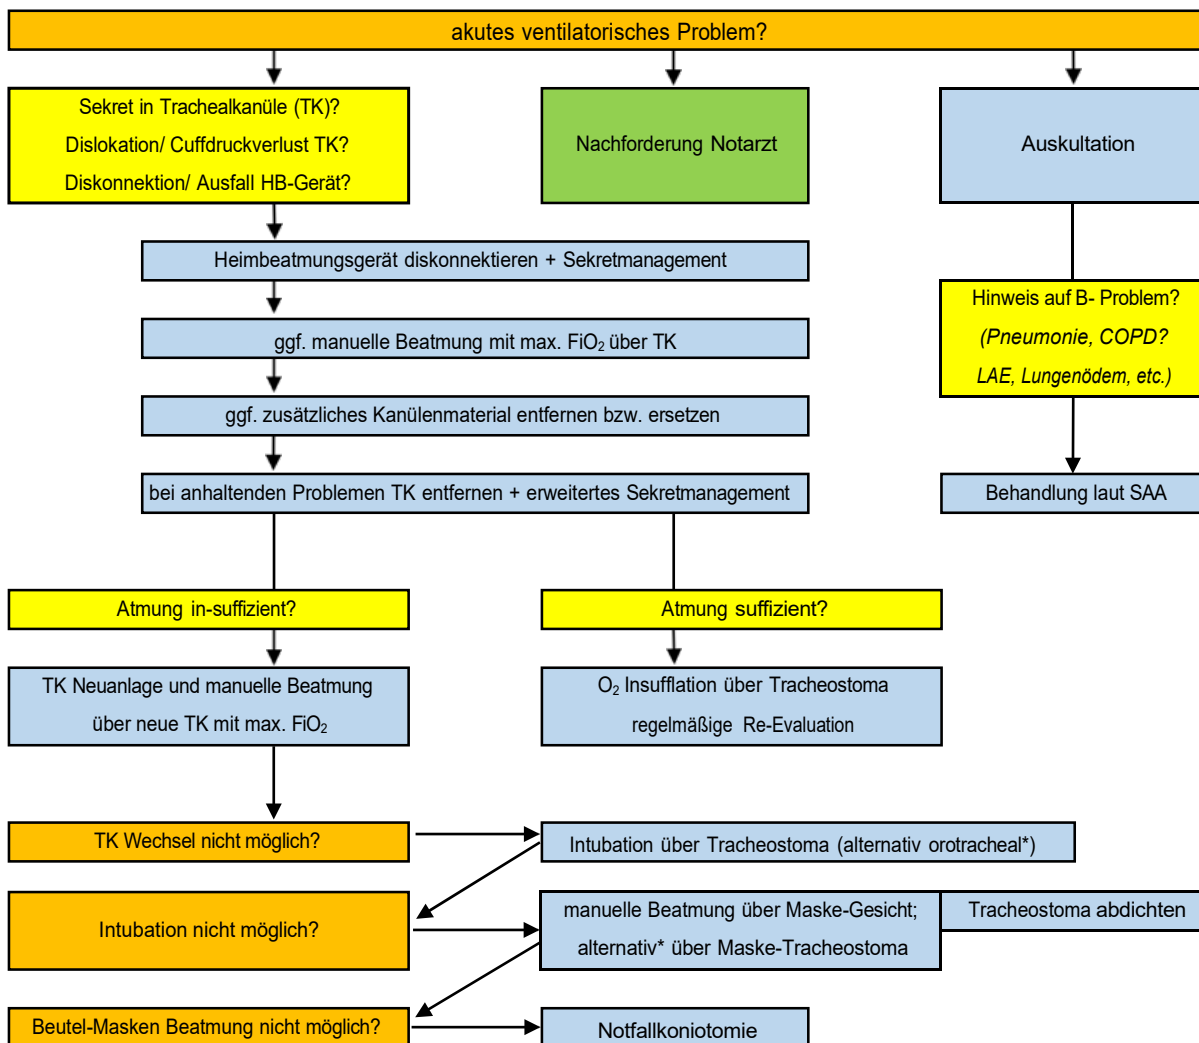 akutes ventilatorisches Problem?
Sekret in Trachealkanüle (TK)?
Dislokation/ Cuffdruckverlust TK?
Diskonnektion/ Ausfall HB-Gerät?
Nachforderung Notarzt
Auskultation
Heimbeatmungsgerät diskonnektieren + Sekretmanagement
ggf. manuelle Beatmung mit max. FiO₂ über TK
ggf. zusätzliches Kanülenmaterial entfernen bzw. ersetzen
bei anhaltenden Problemen TK entfernen + erweitertes Sekretmanagement
Hinweis auf B- Problem?
(Pneumonie, COPD?
LAE, Lungenödem, etc.)
Behandlung laut SAA
Atmung in-suffizient?
Atmung suffizient?
TK Neuanlage und manuelle Beatmung
über neue TK mit max. FiO₂
O₂ Insufflation über Tracheostoma
regelmäßige Re-Evaluation
TK Wechsel nicht möglich?
Intubation über Tracheostoma (alternativ orotracheal*)
Intubation nicht möglich?
manuelle Beatmung über Maske-Gesicht;
alternativ* über Maske-Tracheostoma
Tracheostoma abdichten
Beutel-Masken Beatmung nicht möglich?
Notfallkoniotomie